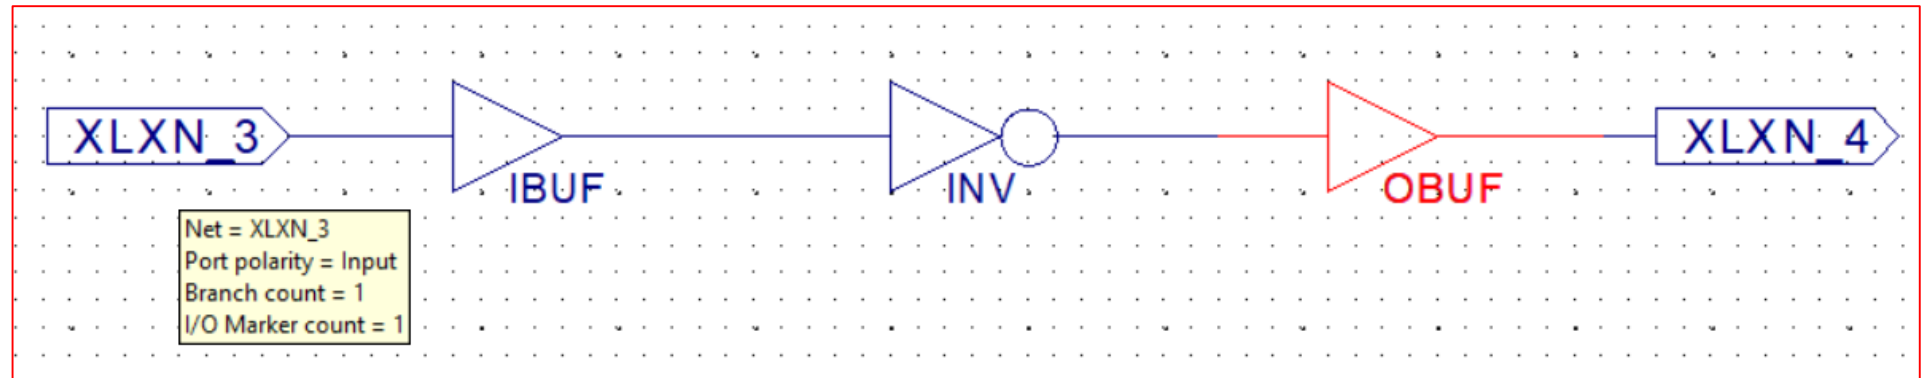 XLXN_3
IBUF
INV
OBUF
XLXN_4
Net = XLXN_3
Port polarity = Input
Branch count = 1
I/O Marker count = 1